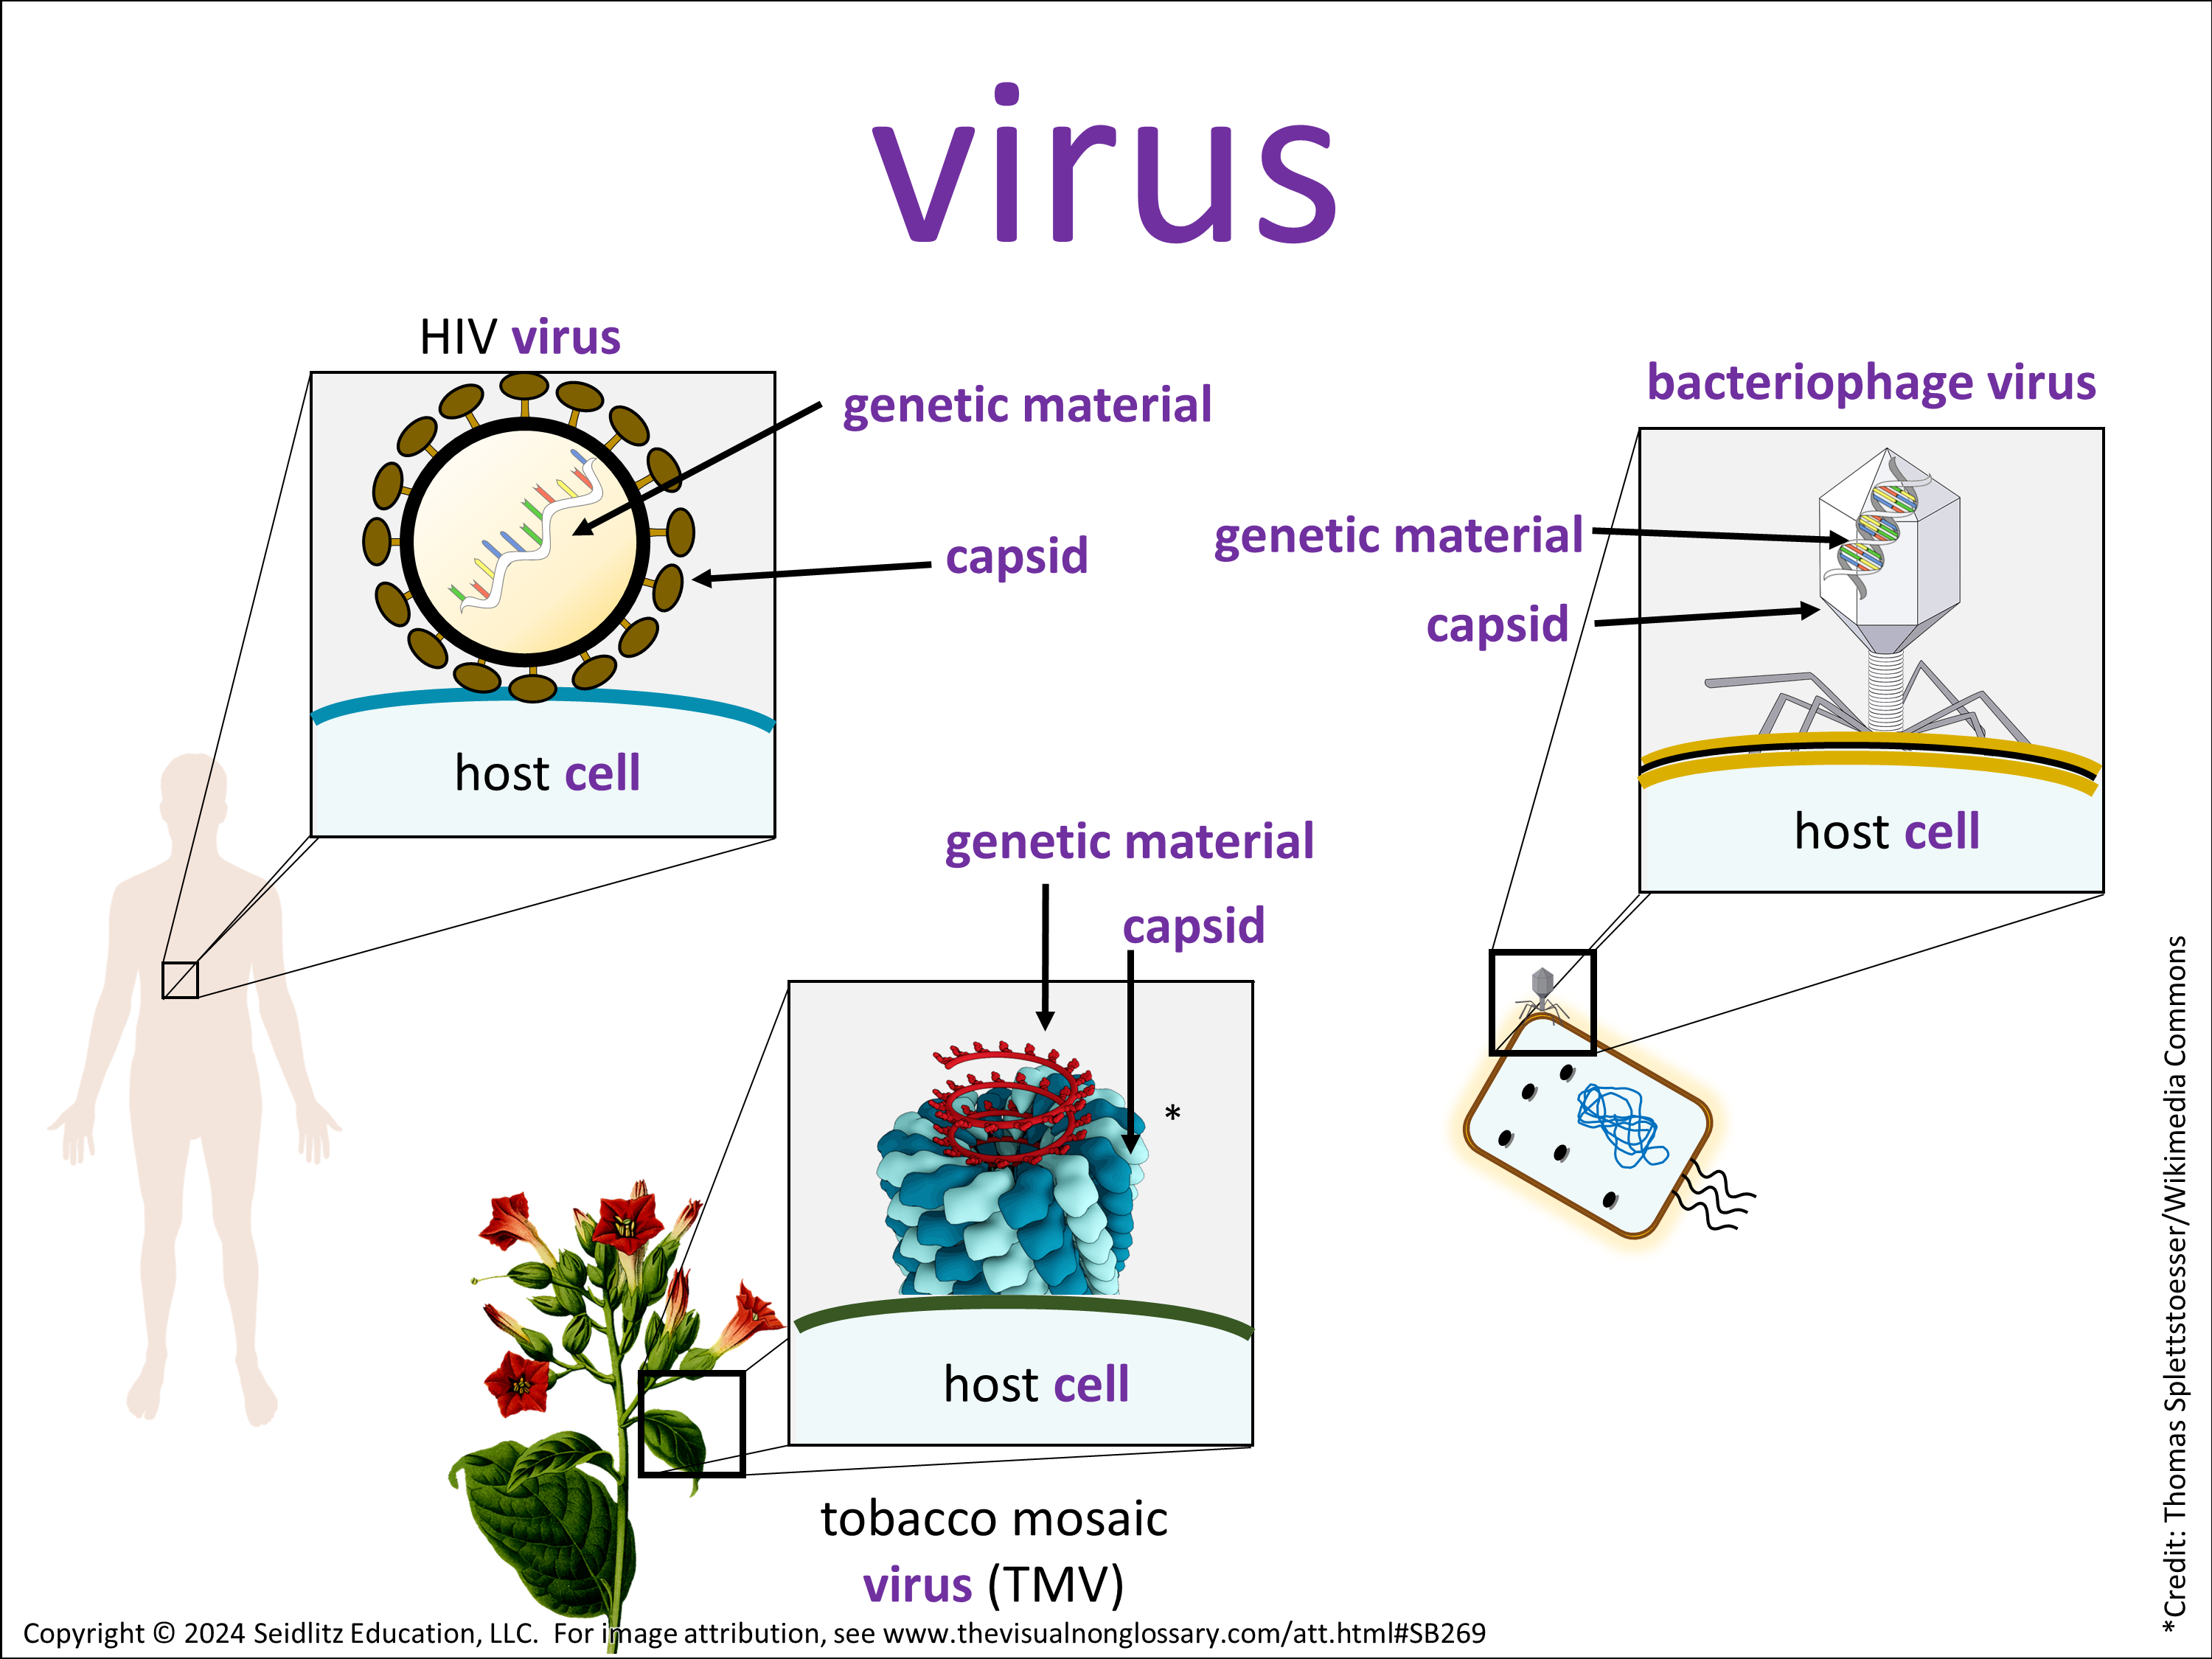 virus
HIV virus
genetic material
capsid
host cell
bacteriophage virus
genetic material
capsid
host cell
genetic material
capsid
*
host cell
tobacco mosaic
virus (TMV)
*Credit: Thomas Splettstoesser/Wikimedia Commons
Copyright © 2024 Seidlitz Education, LLC.  For image attribution, see www.thevisualnonglossary.com/att.html#SB269